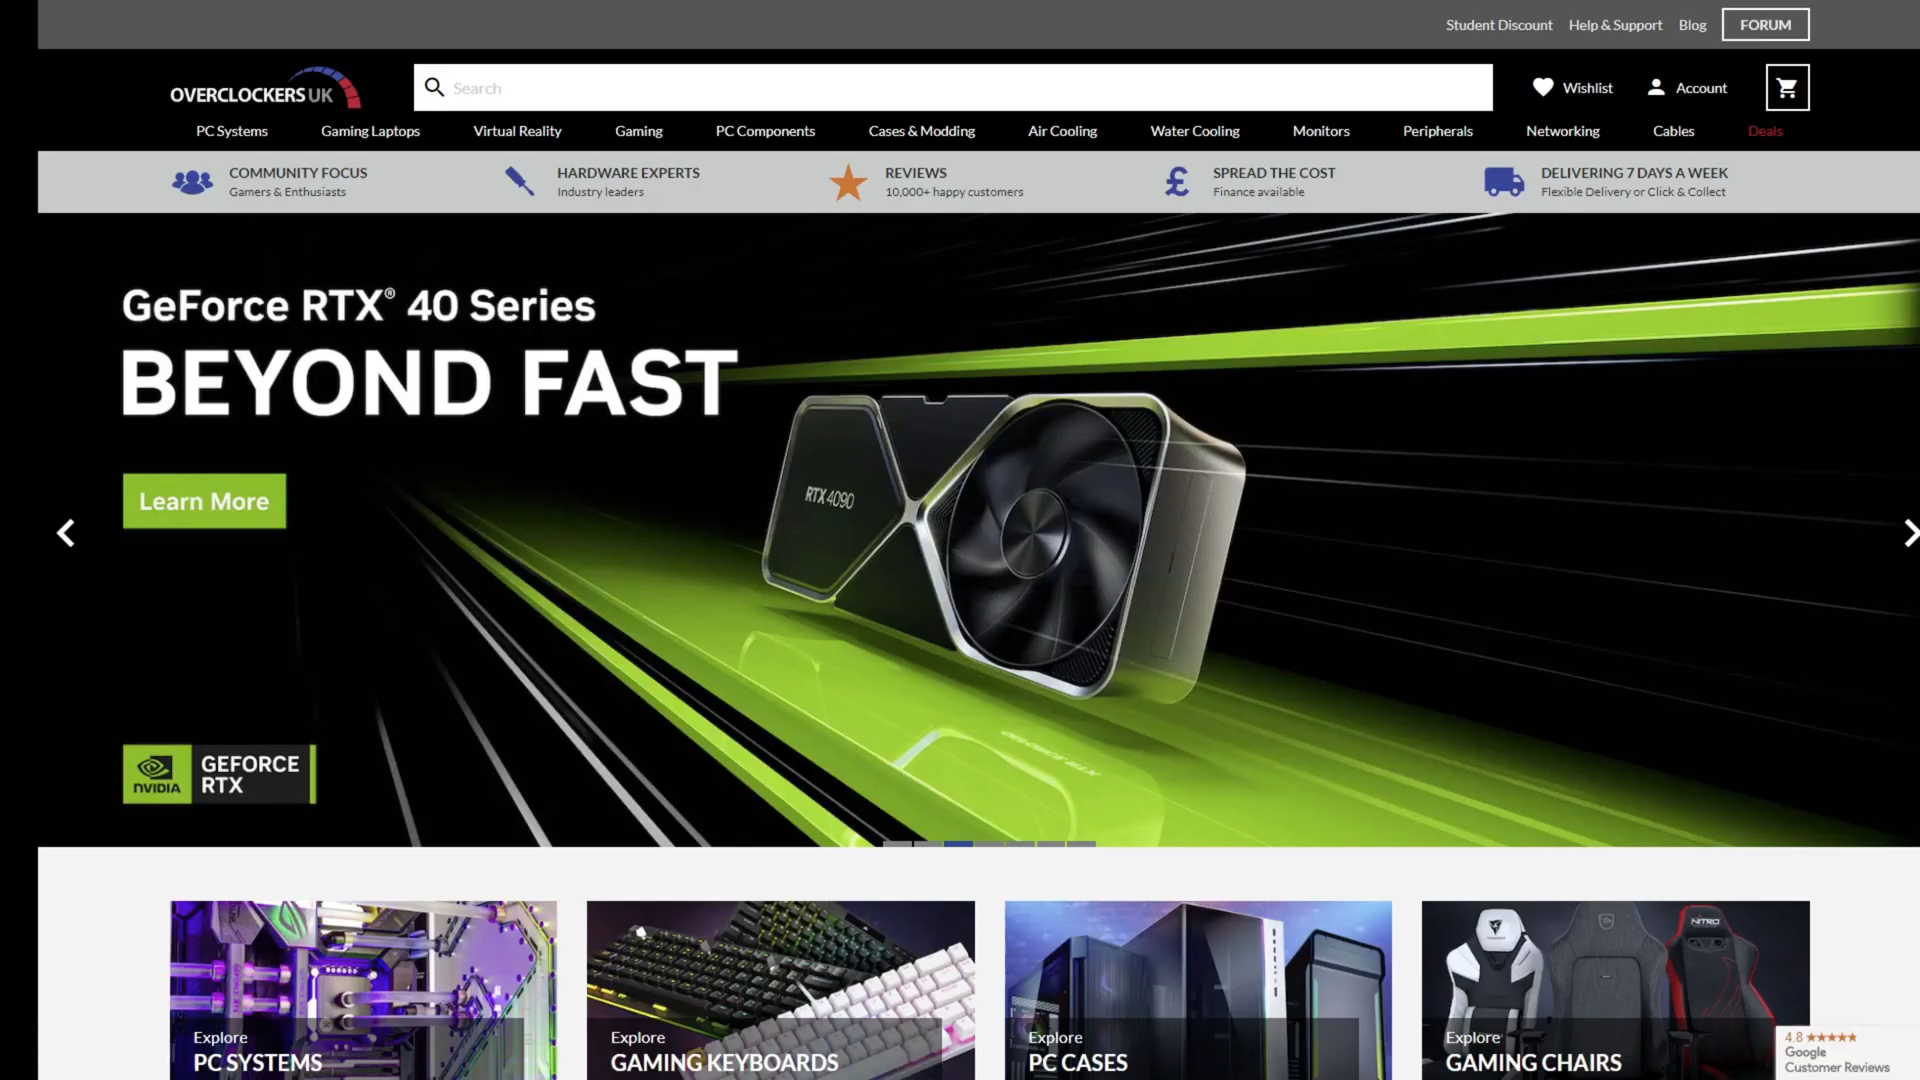 Student Discount
Help & Support
Blog
FORUM
OVERCLOCKERS UK
Search
Wishlist
Account
PC Systems
Gaming Laptops
Virtual Reality
Gaming
PC Components
Cases & Modding
Air Cooling
Water Cooling
Monitors
Peripherals
Networking
Cables
Deals
COMMUNITY FOCUS
Gamers & Enthusiasts
HARDWARE EXPERTS
Industry leaders
REVIEWS
10,000+ happy customers
SPREAD THE COST
Finance available
DELIVERING 7 DAYS A WEEK
Flexible Delivery or Click & Collect
GeForce RTX® 40 Series
BEYOND FAST
Learn More
RTX 4090
NVIDIA
GEFORCE
RTX
Explore
PC SYSTEMS
Explore
GAMING KEYBOARDS
Explore
PC CASES
NITRO
Explore
GAMING CHAIRS
4.8 ★★★★★
Google
Customer Reviews